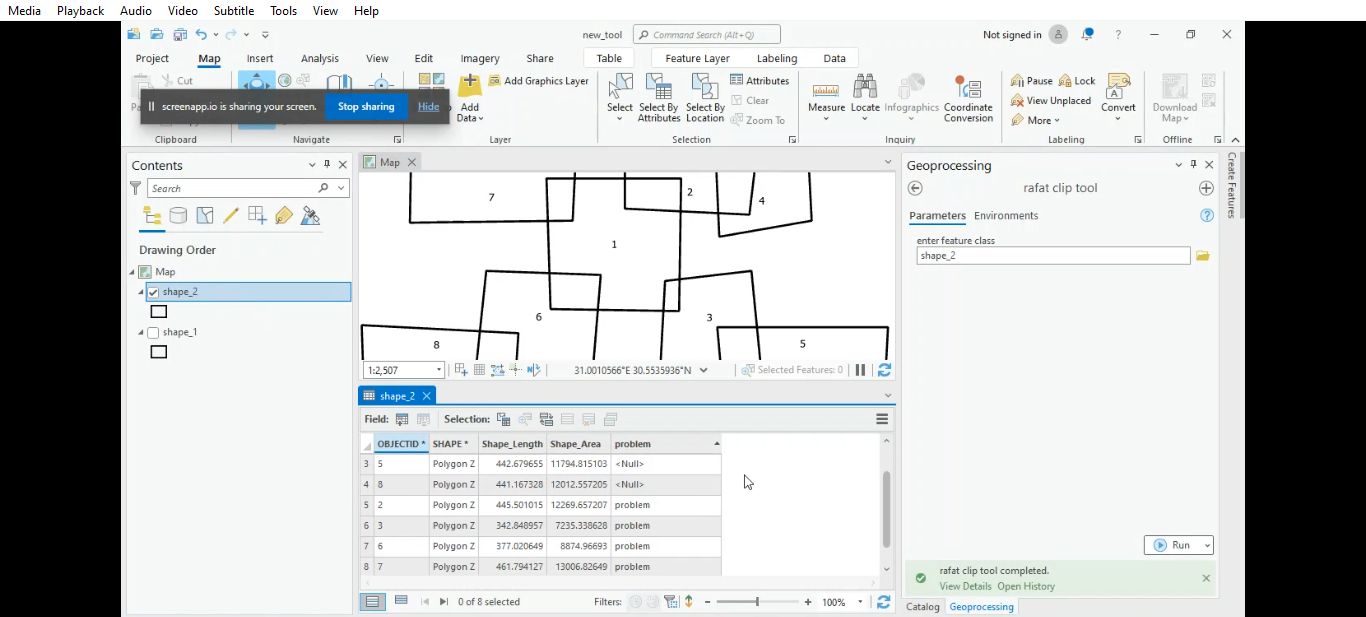 Media Playback Audio Video Subtitle Tools View Help
new_tool Command Search (Alt+Q) Not signed in ?
Project Map Insert Analysis View Edit Imagery Share Table Feature Layer Labeling Data
Cut
screenapp.io is sharing your screen. Stop sharing Hide
Add Data
Add Graphics Layer
Select
Select By Attributes
Select By Location
Attributes
Clear
Zoom To
Measure Locate Infographics
Coordinate Conversion
Pause Lock
View Unplaced
More
Convert
Download Map
Clipboard Navigate Layer Selection Inquiry Labeling Offline
Contents
Search
Drawing Order
Map
shape_2
shape_1
Map
7
2
4
1
6
3
8
5
1:2,507 31.0010566°E 30.5535936°N Selected Features: 0
shape_2
Field: Selection:
OBJECTID * SHAPE * Shape_Length Shape_Area problem
3 5 Polygon Z 442.679655 11794.815103 <Null>
4 8 Polygon Z 441.167328 12012.557205 <Null>
5 2 Polygon Z 445.501015 12269.657207 problem
6 3 Polygon Z 342.848957 7235.338628 problem
7 6 Polygon Z 377.020649 8874.96693 problem
8 7 Polygon Z 461.794127 13006.82649 problem
0 of 8 selected Filters: 100%
Geoprocessing
rafat clip tool
Parameters Environments
enter feature class
shape_2
Run
rafat clip tool completed.
View Details Open History
Catalog Geoprocessing
Create Features